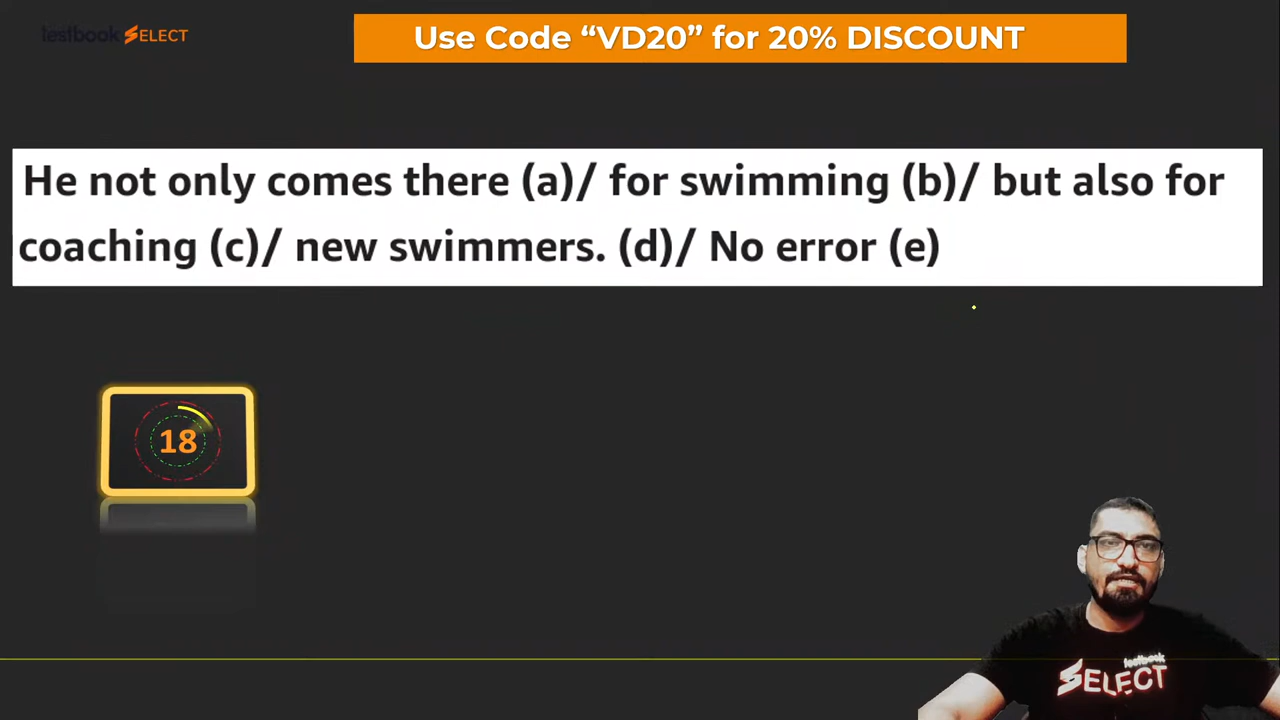 testbook SELECT
Use Code “VD20” for 20% DISCOUNT
He not only comes there (a)/ for swimming (b)/ but also for
coaching (c)/ new swimmers. (d)/ No error (e)
18
testbook
SELECT